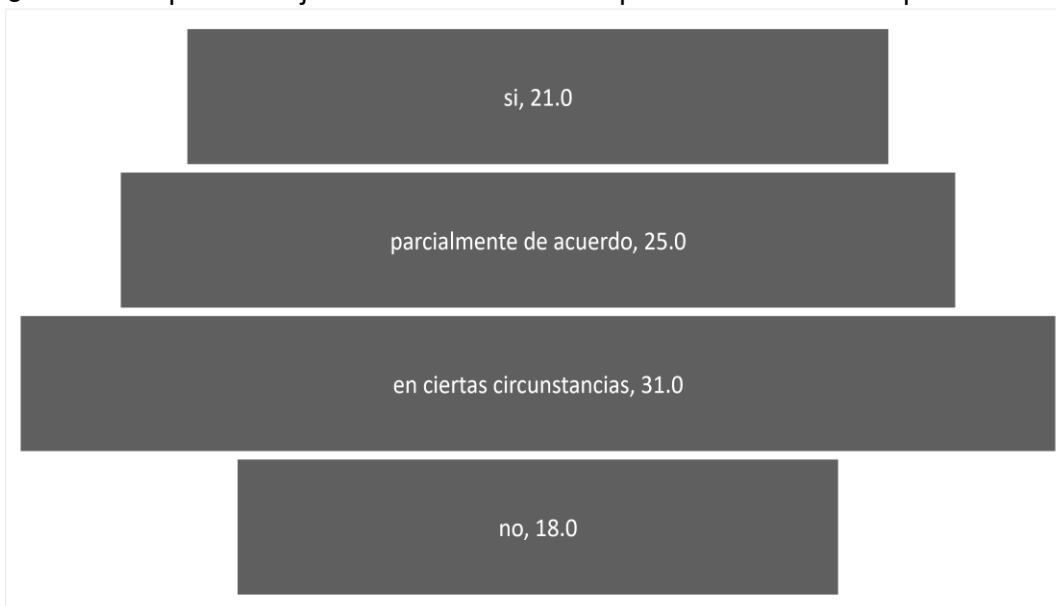 si, 21.0
parcialmente de acuerdo, 25.0
en ciertas circunstancias, 31.0
no, 18.0